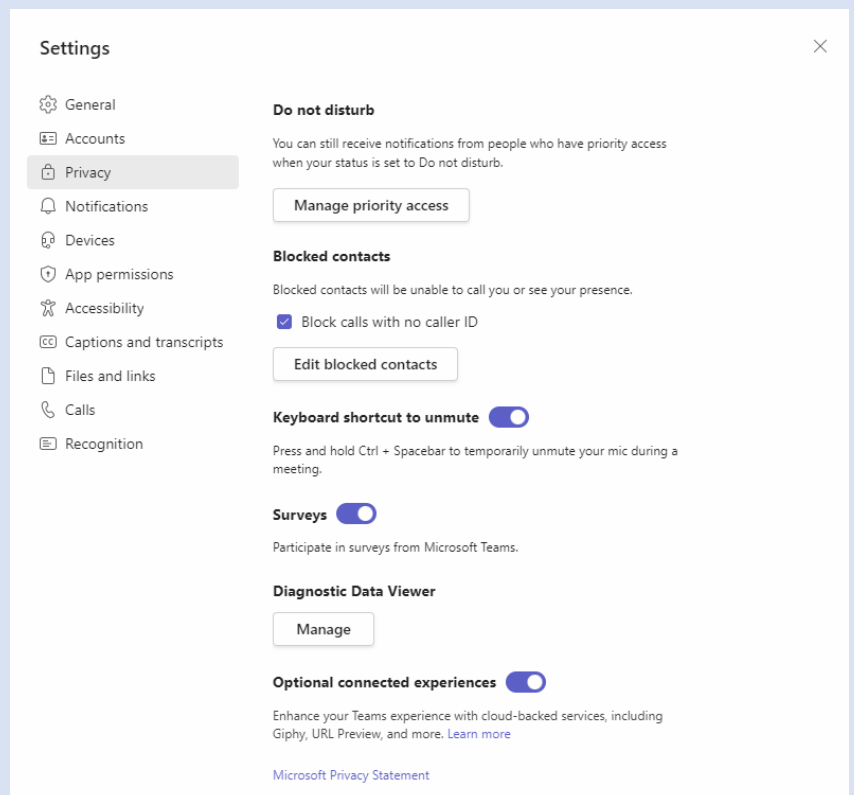 Settings
General
Accounts
Privacy
Notifications
Devices
App permissions
Accessibility
CC Captions and transcripts
Files and links
Calls
Recognition
Do not disturb
You can still receive notifications from people who have priority access
when your status is set to Do not disturb.
Manage priority access
Blocked contacts
Blocked contacts will be unable to call you or see your presence.
Block calls with no caller ID
Edit blocked contacts
Keyboard shortcut to unmute
Press and hold Ctrl + Spacebar to temporarily unmute your mic during a
meeting.
Surveys
Participate in surveys from Microsoft Teams.
Diagnostic Data Viewer
Manage
Optional connected experiences
Enhance your Teams experience with cloud-backed services, including
Giphy, URL Preview, and more. Learn more
Microsoft Privacy Statement